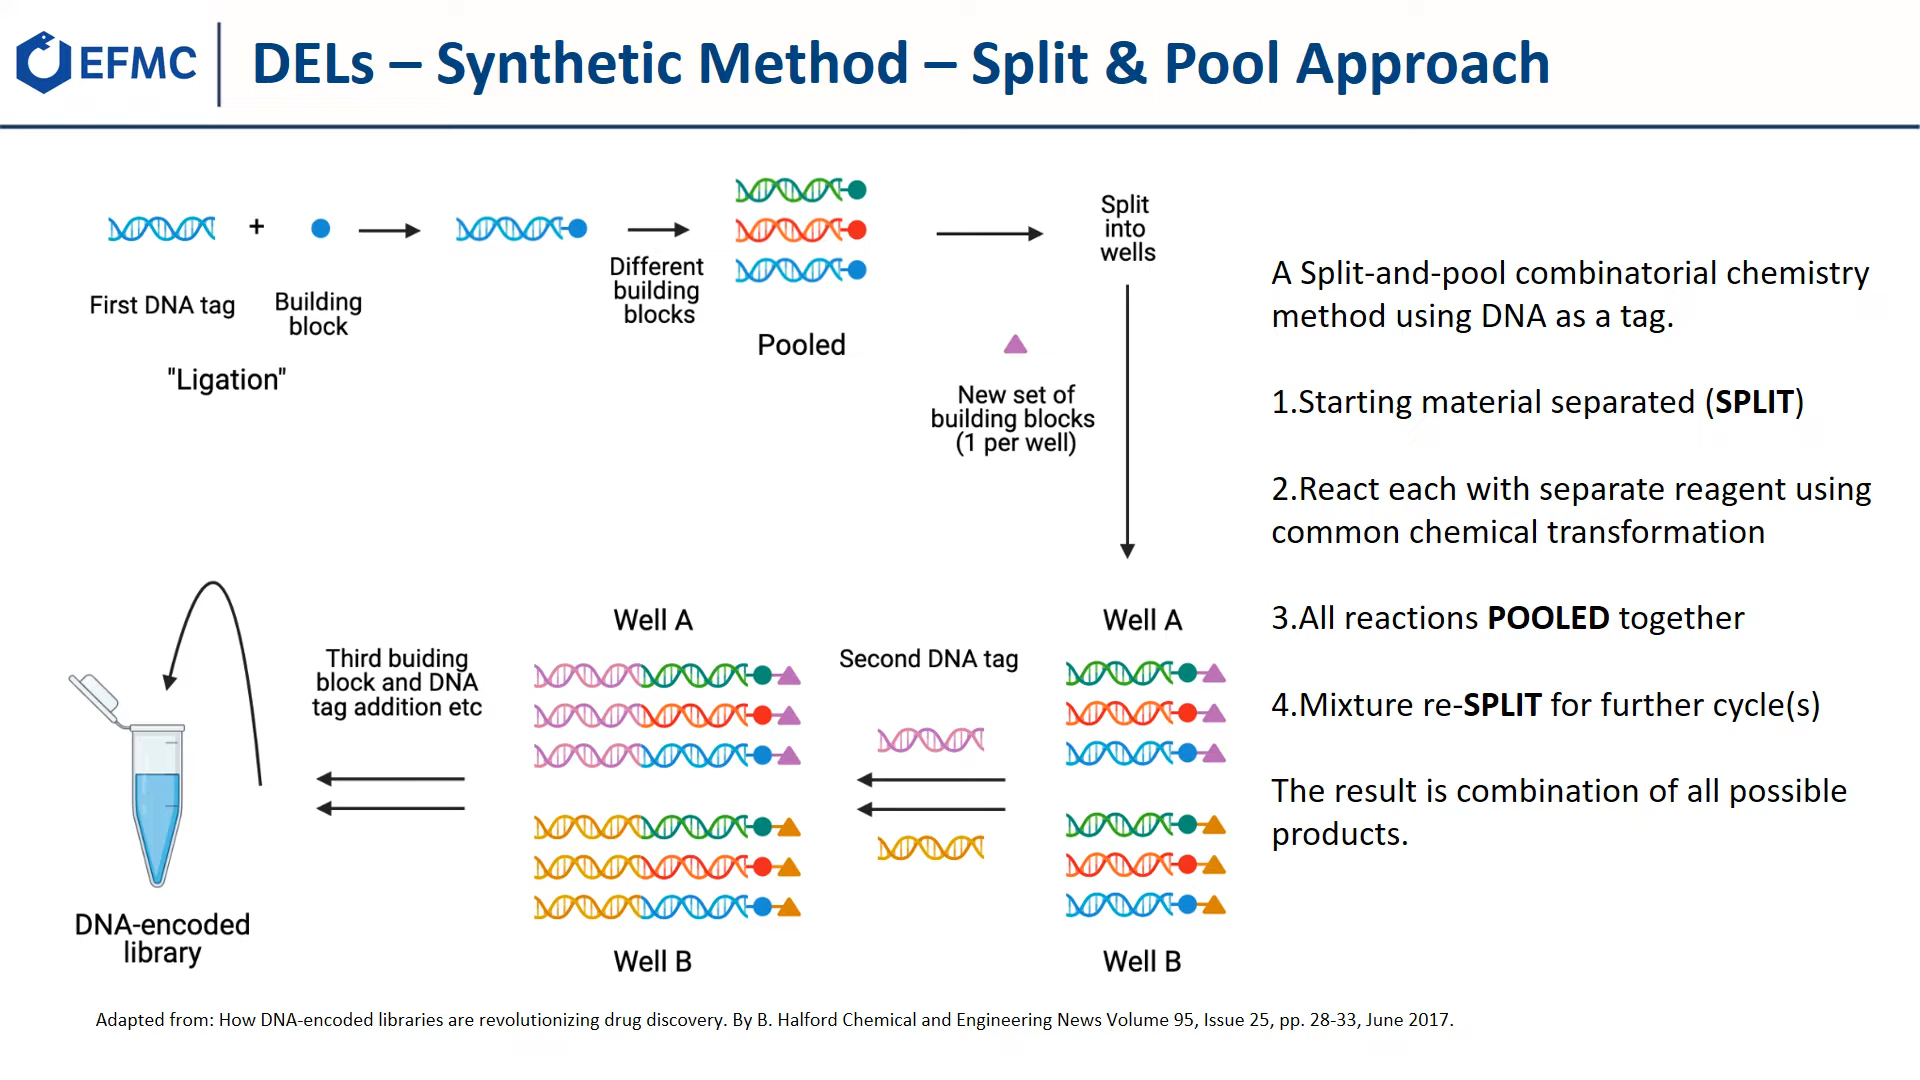 EFMC
DELs – Synthetic Method – Split & Pool Approach
First DNA tag
+
Building
block
"Ligation"
Different
building
blocks
Pooled
New set of
building blocks
(1 per well)
Split
into
wells
Well A
Well B
Second DNA tag
Well A
Well B
Third buiding
block and DNA
tag addition etc
DNA-encoded
library
A Split-and-pool combinatorial chemistry
method using DNA as a tag.
1.Starting material separated (SPLIT)
2.React each with separate reagent using
common chemical transformation
3.All reactions POOLED together
4.Mixture re-SPLIT for further cycle(s)
The result is combination of all possible
products.
Adapted from: How DNA-encoded libraries are revolutionizing drug discovery. By B. Halford Chemical and Engineering News Volume 95, Issue 25, pp. 28-33, June 2017.